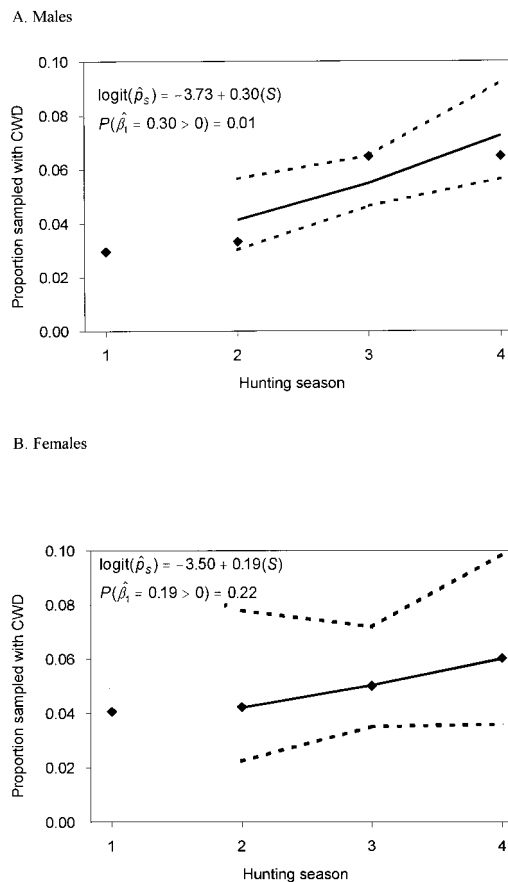 A. Males
0.10
logit(p̂s) = −3.73 + 0.30(S)
P(β̂1 = 0.30 > 0) = 0.01
0.08
0.06
0.04
0.02
0.00
Proportion sampled with CWD
1 2 3 4
Hunting season
B. Females
0.10
logit(p̂s) = −3.50 + 0.19(S)
P(β̂1 = 0.19 > 0) = 0.22
0.08
0.06
0.04
0.02
0.00
Proportion sampled with CWD
1 2 3 4
Hunting season